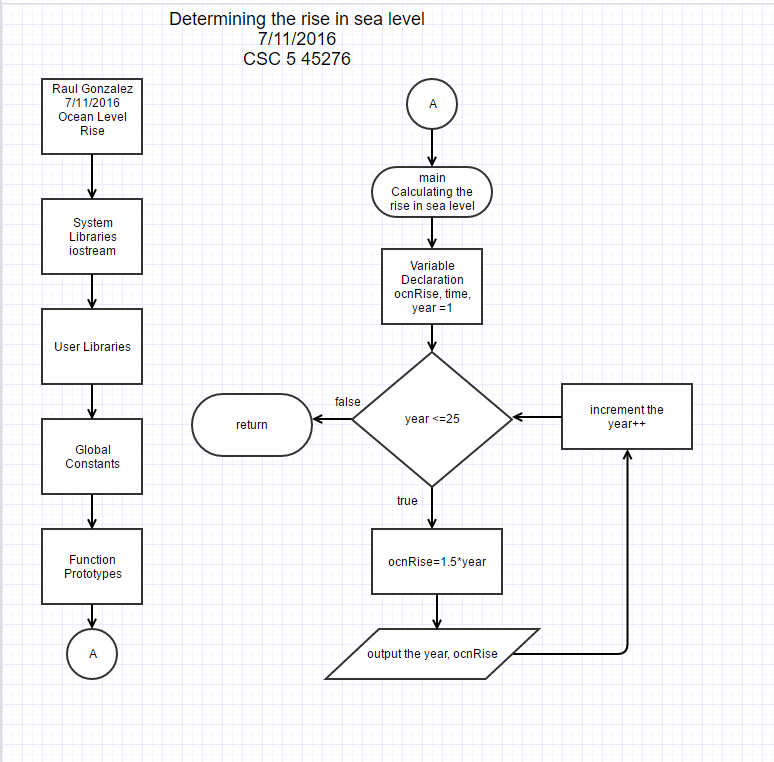 Determining the rise in sea level
7/11/2016
CSC 5 45276
Raul Gonzalez
7/11/2016
Ocean Level
Rise
System
Libraries
iostream
User Libraries
Global
Constants
Function
Prototypes
A
A
main
Calculating the
rise in sea level
Variable
Declaration
ocnRise, time,
year =1
year <=25
false
return
true
ocnRise=1.5*year
output the year, ocnRise
increment the
year++